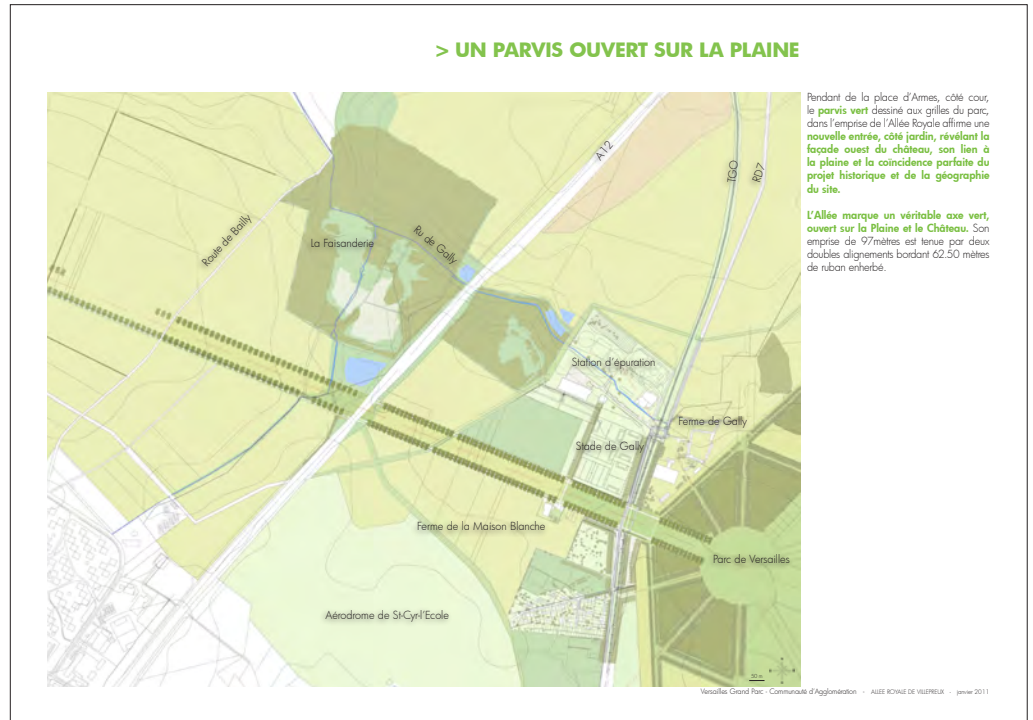 > UN PARVIS OUVERT SUR LA PLAINE
Pendant de la place d'Armes, côté cour,
le parvis vert dessiné aux grilles du parc,
dans l'emprise de l'Allée Royale affirme une
nouvelle entrée, côté jardin, révélant la
façade ouest du château, son lien à
la plaine et la coïncidence parfaite du
projet historique et de la géographie
du site.
L'Allée marque un véritable axe vert,
ouvert sur la Plaine et le Château. Son
emprise de 97mètres est tenue par deux
doubles alignements bordant 62.50 mètres
de ruban enherbé.
A12
TGO
RD7
Route de Bailly
La Faisanderie
Ru de Gally
Station d'épuration
Ferme de Gally
Stade de Gally
Ferme de la Maison Blanche
Parc de Versailles
Aérodrome de St-Cyr-l'Ecole
50 m
Versailles Grand Parc - Communauté d'Agglomération - ALLEE ROYALE DE VILLEPREUX - janvier 2011